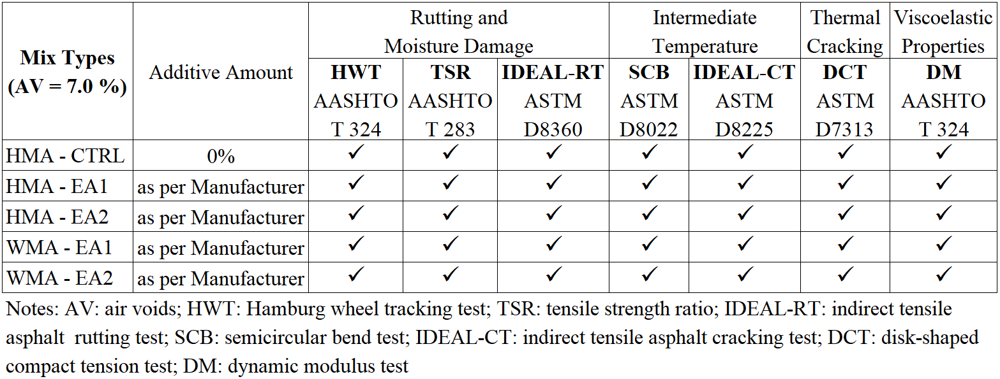 Mix Types
(AV = 7.0 %)
Additive Amount
Rutting and
Moisture Damage
Intermediate
Temperature
Thermal
Cracking
Viscoelastic
Properties
HWT
AASHTO
T 324
TSR
AASHTO
T 283
IDEAL-RT
ASTM
D8360
SCB
ASTM
D8022
IDEAL-CT
ASTM
D8225
DCT
ASTM
D7313
DM
AASHTO
T 324
HMA - CTRL 0% ✓ ✓ ✓ ✓ ✓ ✓ ✓
HMA - EA1 as per Manufacturer ✓ ✓ ✓ ✓ ✓ ✓ ✓
HMA - EA2 as per Manufacturer ✓ ✓ ✓ ✓ ✓ ✓ ✓
WMA - EA1 as per Manufacturer ✓ ✓ ✓ ✓ ✓ ✓ ✓
WMA - EA2 as per Manufacturer ✓ ✓ ✓ ✓ ✓ ✓ ✓
Notes: AV: air voids; HWT: Hamburg wheel tracking test; TSR: tensile strength ratio; IDEAL-RT: indirect tensile
asphalt rutting test; SCB: semicircular bend test; IDEAL-CT: indirect tensile asphalt cracking test; DCT: disk-shaped
compact tension test; DM: dynamic modulus test